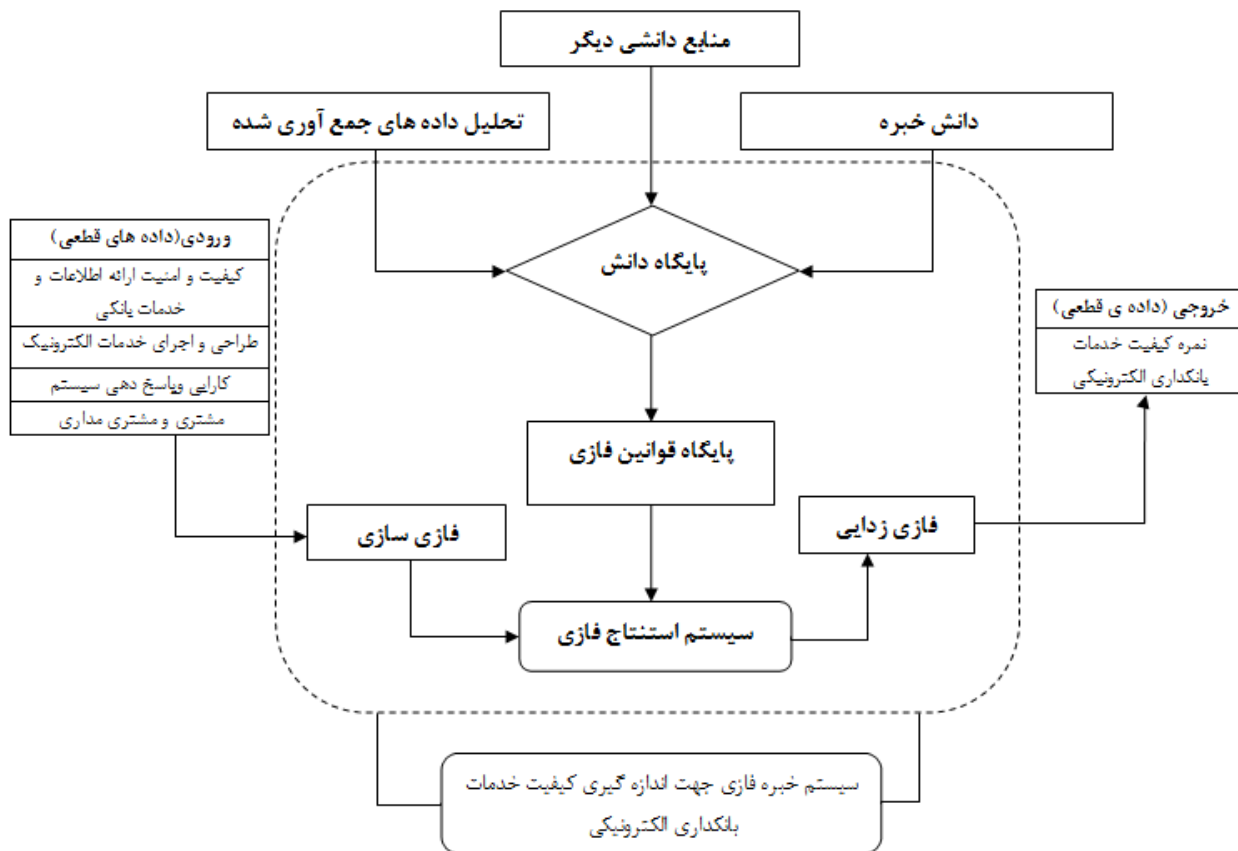 منابع دانشی دیگر
دانش خبره
تحلیل داده های جمع آوری شده
پایگاه دانش
ورودی(داده های قطعی)
کیفیت و امنیت ارائه اطلاعات و
خدمات یانکی
طراحی و اجرای خدمات الکترونیک
کارایی وپاسخ دهی سیستم
مشتری و مشتری مداری
خروجی (داده ی قطعی)
نمره کیفیت خدمات
یانکداری الکترونیکی
پایگاه قوانین فازی
فازی سازی
فازی زدایی
سیستم استنتاج فازی
سیستم خبره فازی جهت اندازه گیری کیفیت خدمات
بانکداری الکترونیکی